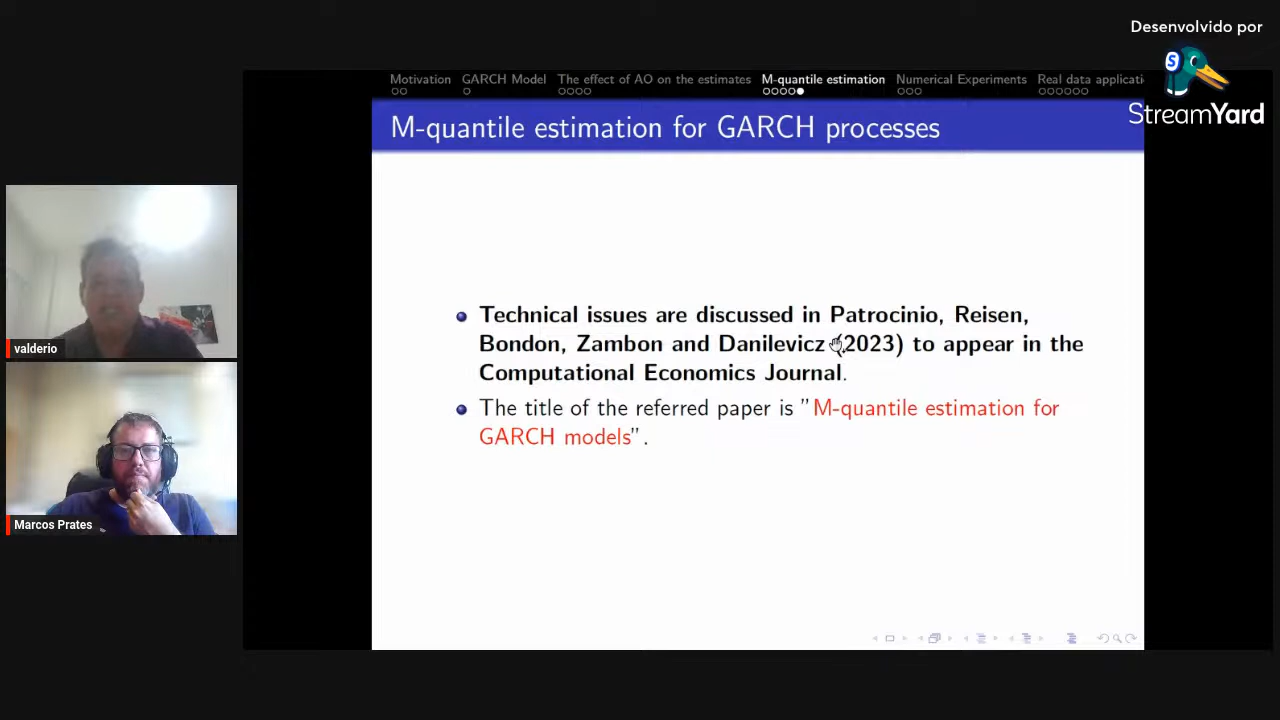 Desenvolvido por
StreamYard
Motivation GARCH Model The effect of AO on the estimates M-quantile estimation Numerical Experiments Real data applicati
M-quantile estimation for GARCH processes
Technical issues are discussed in Patrocinio, Reisen,
Bondon, Zambon and Danilevicz (2023) to appear in the
Computational Economics Journal.
The title of the referred paper is "M-quantile estimation for
GARCH models".
valderio
Marcos Prates